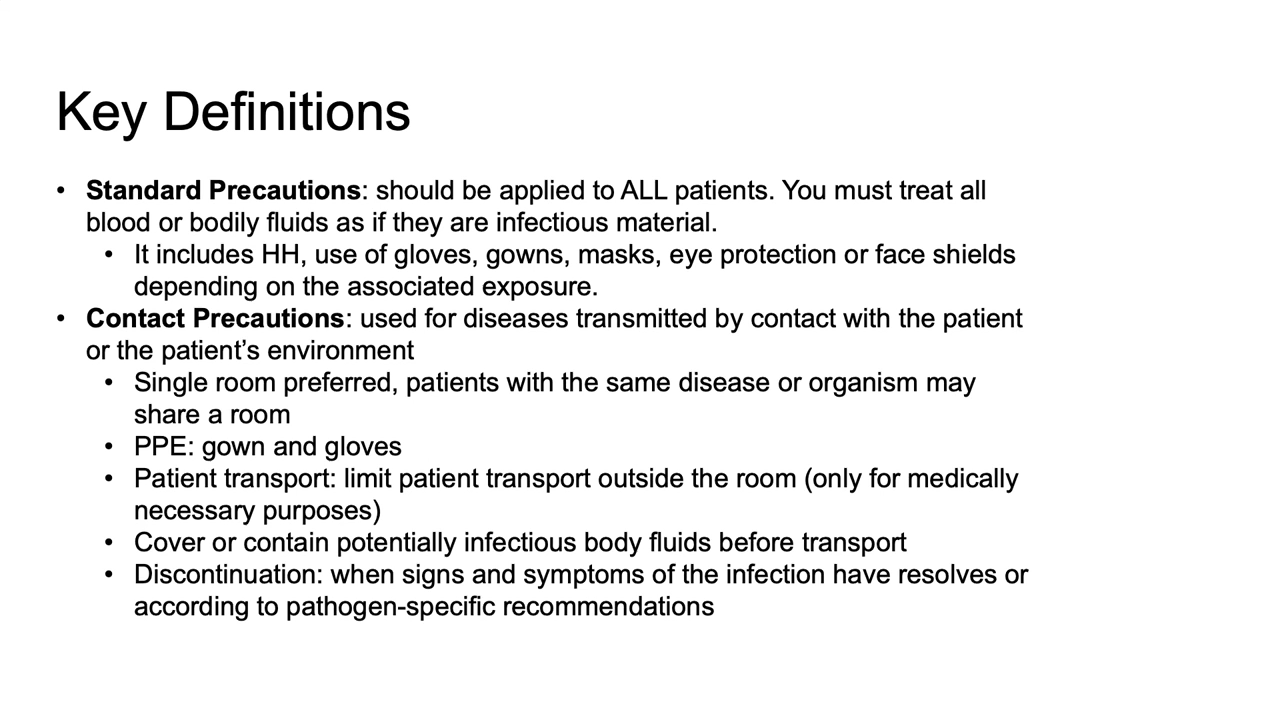 Key Definitions
• Standard Precautions: should be applied to ALL patients. You must treat all
blood or bodily fluids as if they are infectious material.
• It includes HH, use of gloves, gowns, masks, eye protection or face shields
depending on the associated exposure.
• Contact Precautions: used for diseases transmitted by contact with the patient
or the patient’s environment
• Single room preferred, patients with the same disease or organism may
share a room
• PPE: gown and gloves
• Patient transport: limit patient transport outside the room (only for medically
necessary purposes)
• Cover or contain potentially infectious body fluids before transport
• Discontinuation: when signs and symptoms of the infection have resolves or
according to pathogen-specific recommendations